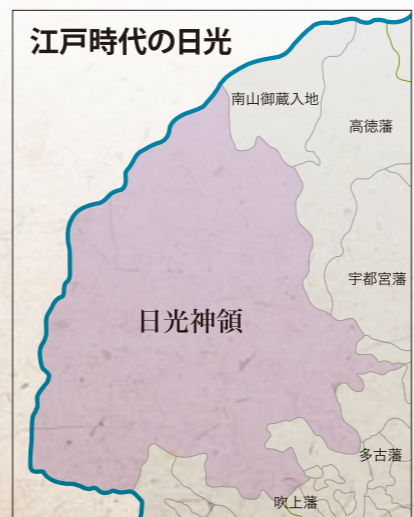 江戸時代の日光
南山御蔵入地
高徳藩
宇都宮藩
日光神領
多古藩
吹上藩